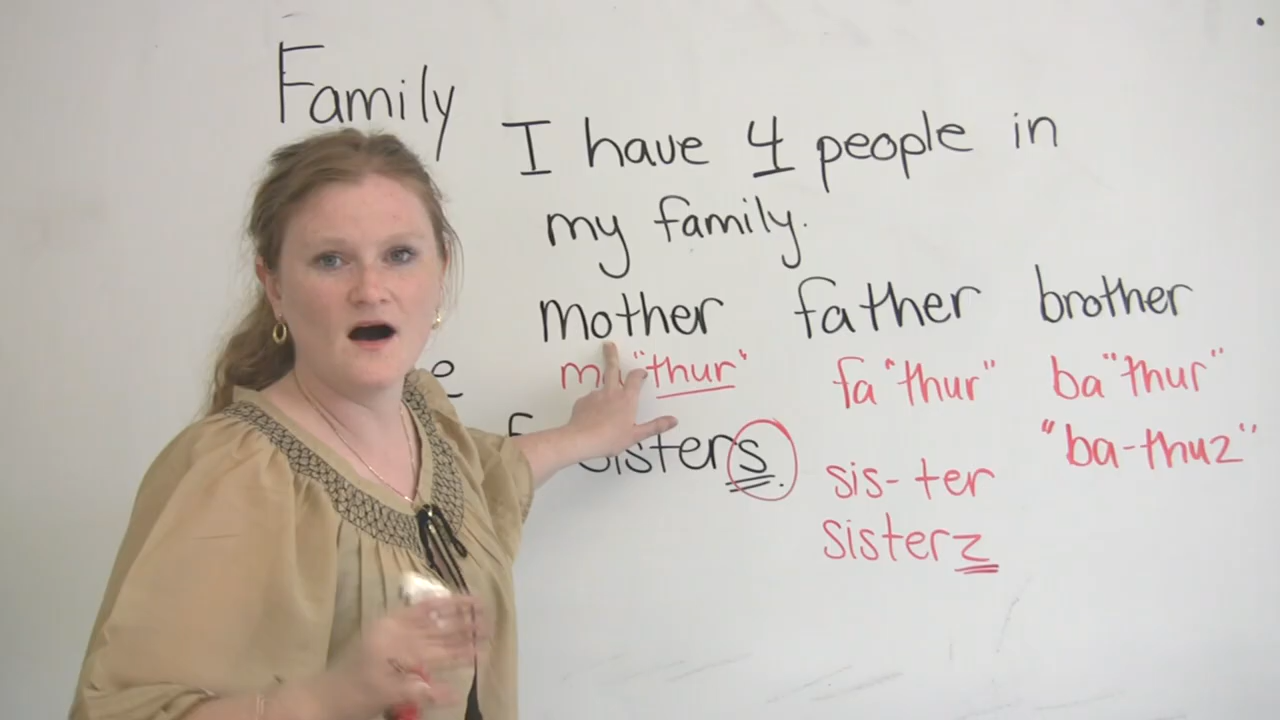 Family
I have 4 people in
my family.
mother father brother
"thur" fa "thur" ba "thur"
sisters. sis-ter "ba-thuz"
sisterz